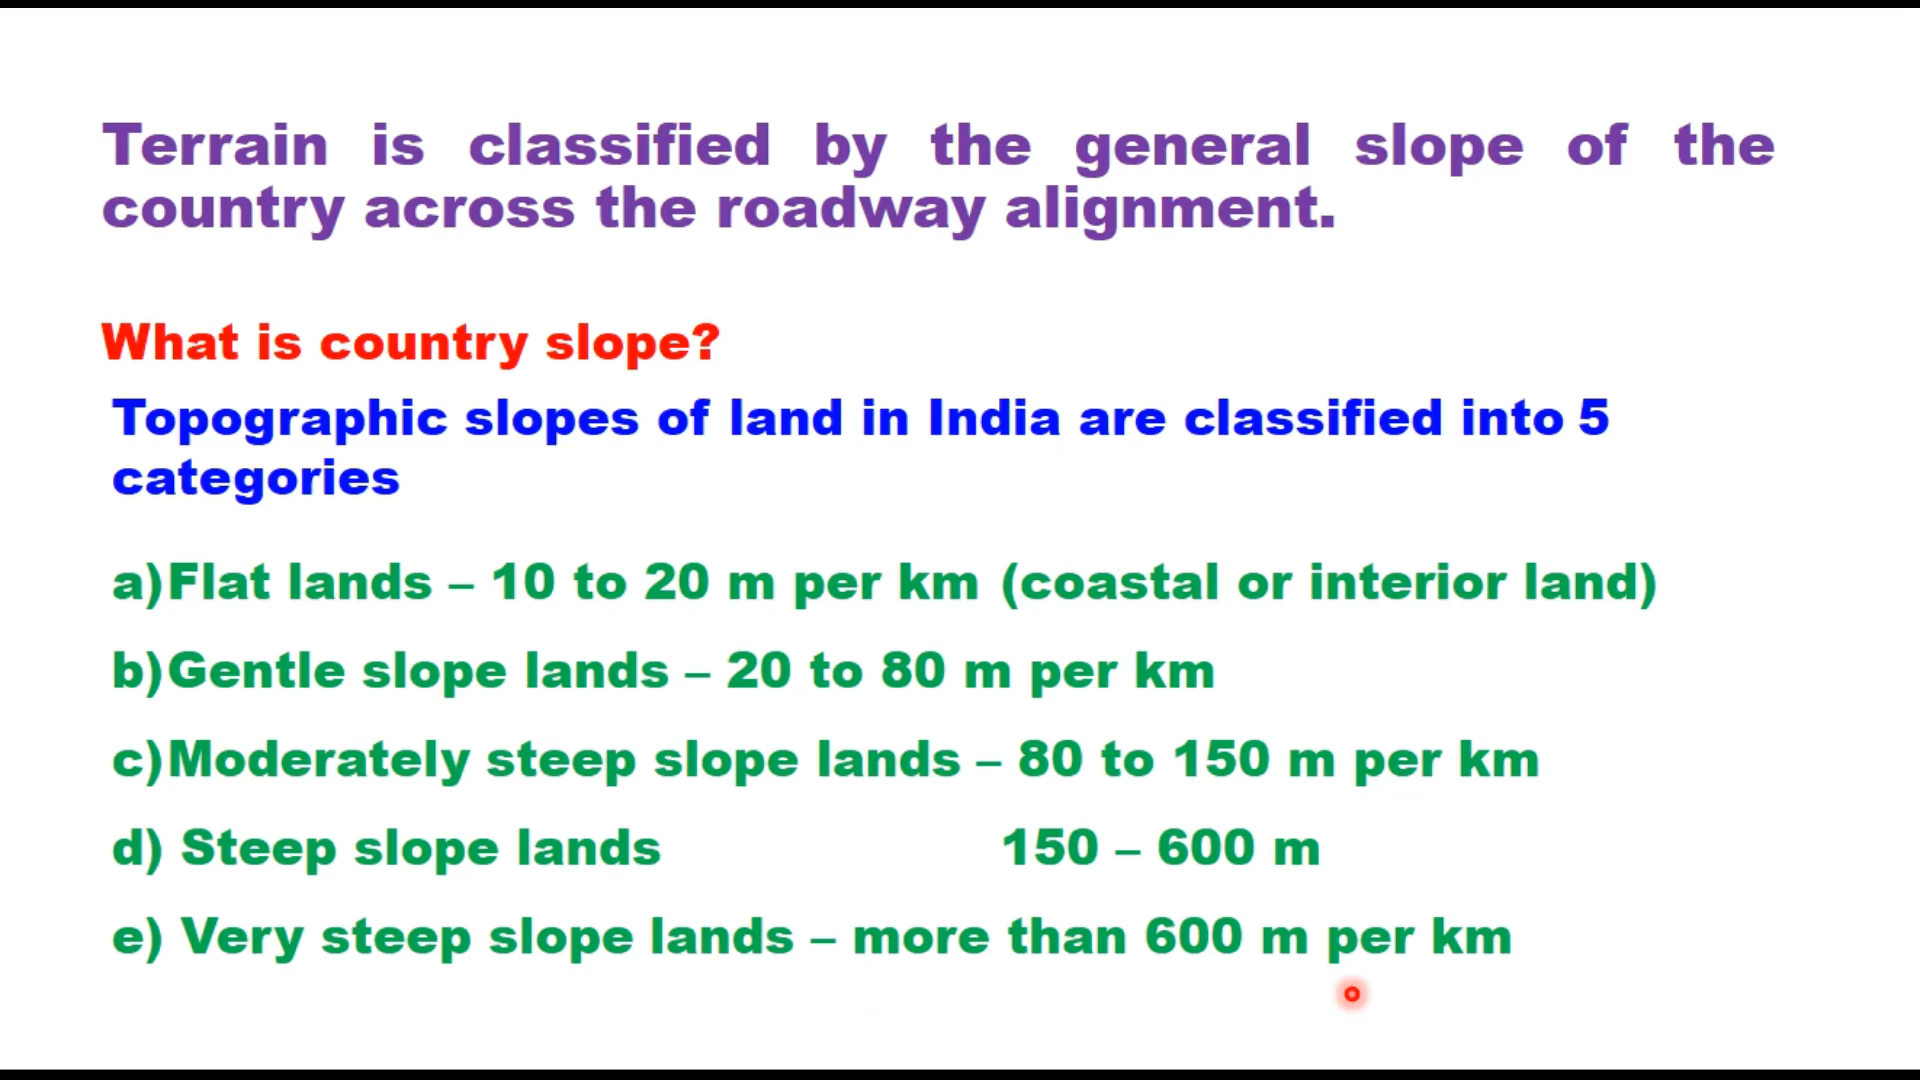 Terrain is classified by the general slope of the
country across the roadway alignment.
What is country slope?
Topographic slopes of land in India are classified into 5
categories
a) Flat lands – 10 to 20 m per km (coastal or interior land)
b) Gentle slope lands – 20 to 80 m per km
c) Moderately steep slope lands – 80 to 150 m per km
d) Steep slope lands 150 – 600 m
e) Very steep slope lands – more than 600 m per km